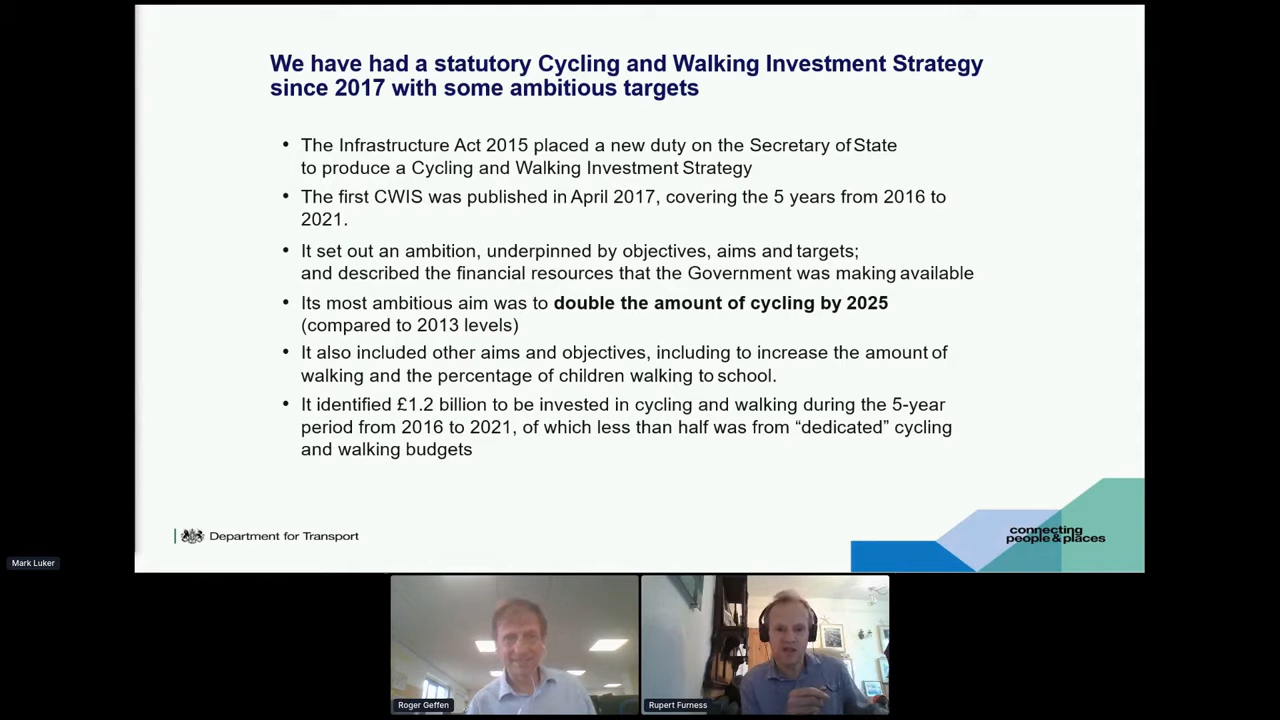 We have had a statutory Cycling and Walking Investment Strategy
since 2017 with some ambitious targets
• The Infrastructure Act 2015 placed a new duty on the Secretary of State
to produce a Cycling and Walking Investment Strategy
• The first CWIS was published in April 2017, covering the 5 years from 2016 to
2021.
• It set out an ambition, underpinned by objectives, aims and targets;
and described the financial resources that the Government was making available
• Its most ambitious aim was to double the amount of cycling by 2025
(compared to 2013 levels)
• It also included other aims and objectives, including to increase the amount of
walking and the percentage of children walking to school.
• It identified £1.2 billion to be invested in cycling and walking during the 5-year
period from 2016 to 2021, of which less than half was from “dedicated” cycling
and walking budgets
Department for Transport
connecting
people & places
Mark Luker
Roger Geffen
Rupert Furness